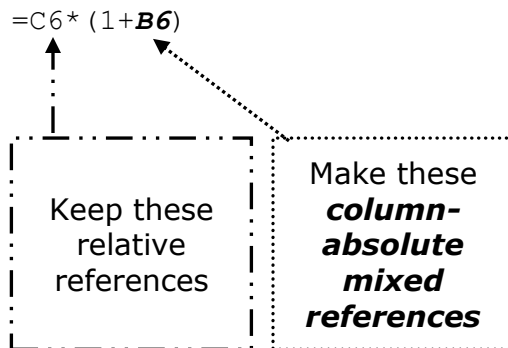 =C6*(1+B6)
Keep these
relative
references
Make these
column-
absolute
mixed
references